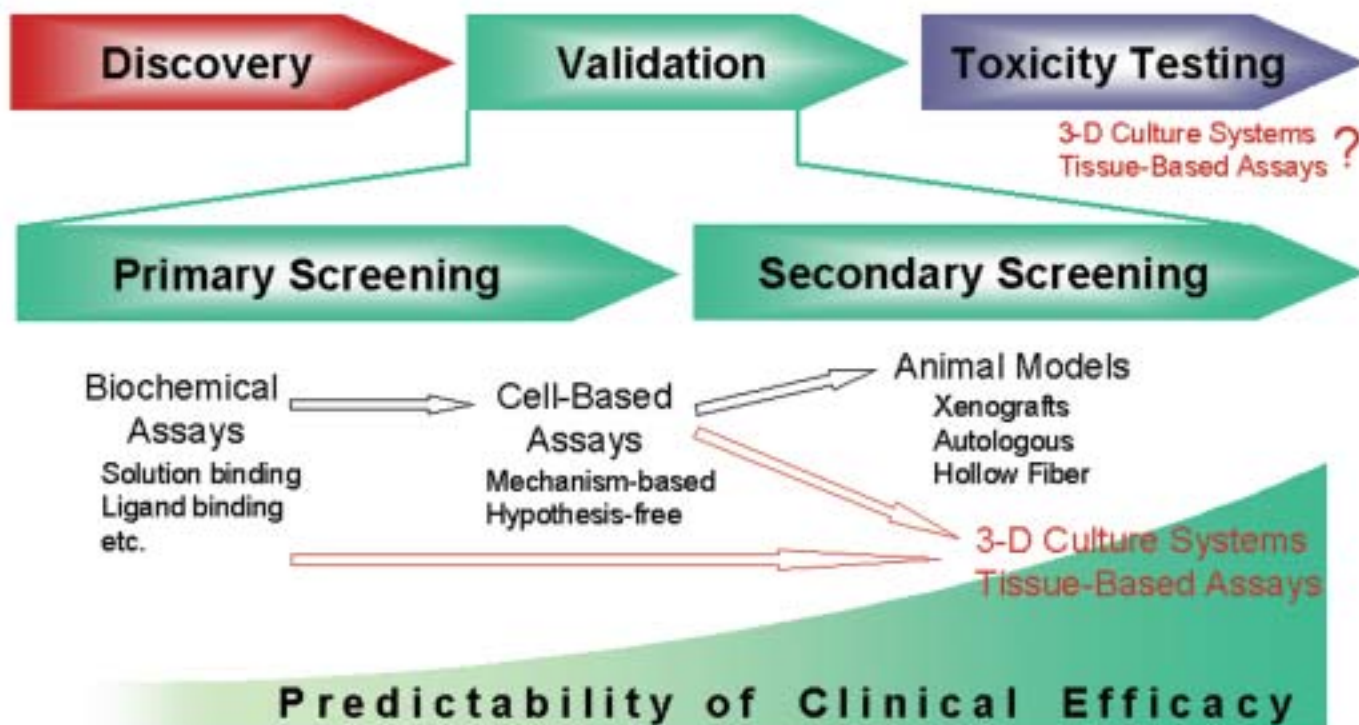 Discovery
Validation
Toxicity Testing
3-D Culture Systems
Tissue-Based Assays ?
Primary Screening
Secondary Screening
Biochemical
Assays
Solution binding
Ligand binding
etc.
Cell-Based
Assays
Mechanism-based
Hypothesis-free
Animal Models
Xenografts
Autologous
Hollow Fiber
3-D Culture Systems
Tissue-Based Assays
Predictability of Clinical Efficacy